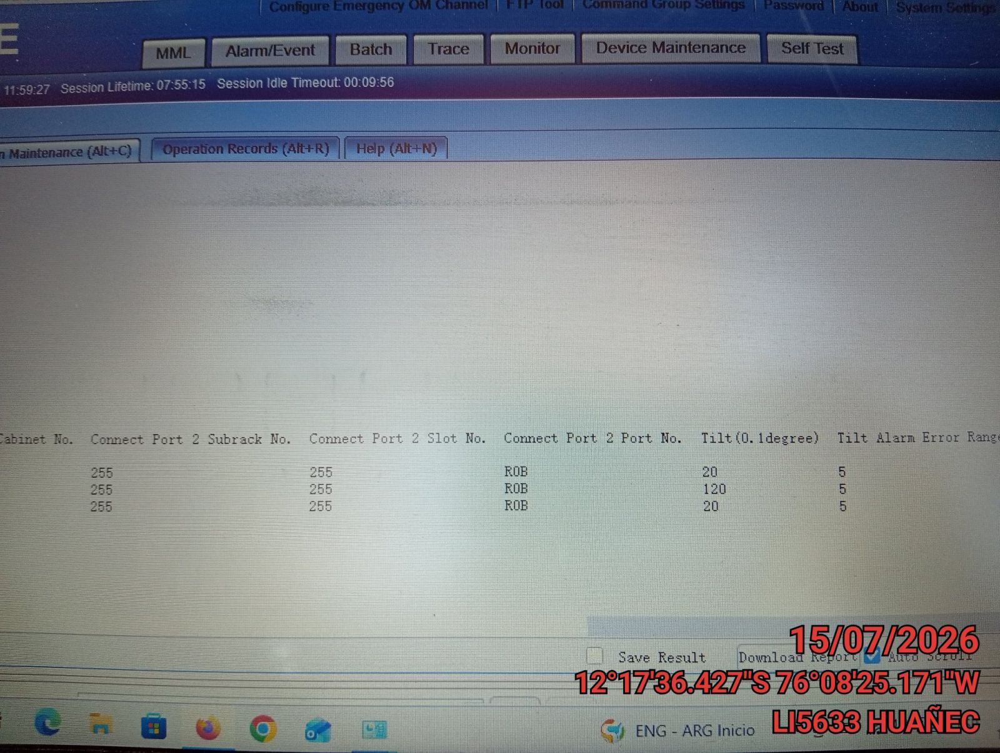 Configure Emergency OM Channel | FTP Tool | Command Group Settings | Password | About | System Settings
E
MML Alarm/Event Batch Trace Monitor Device Maintenance Self Test
11:59:27 Session Lifetime: 07:55:15 Session Idle Timeout: 00:09:56
n Maintenance (Alt+C) Operation Records (Alt+R) Help (Alt+N)
Cabinet No. Connect Port 2 Subrack No. Connect Port 2 Slot No. Connect Port 2 Port No. Tilt(0.1degree) Tilt Alarm Error Range
255 255 R0B 20 5
255 255 R0B 120 5
255 255 R0B 20 5
Save Result Download Report Auto Scroll
15/07/2026
12°17'36.427"S 76°08'25.171"W
LI5633 HUAÑEC
ENG - ARG Inicio